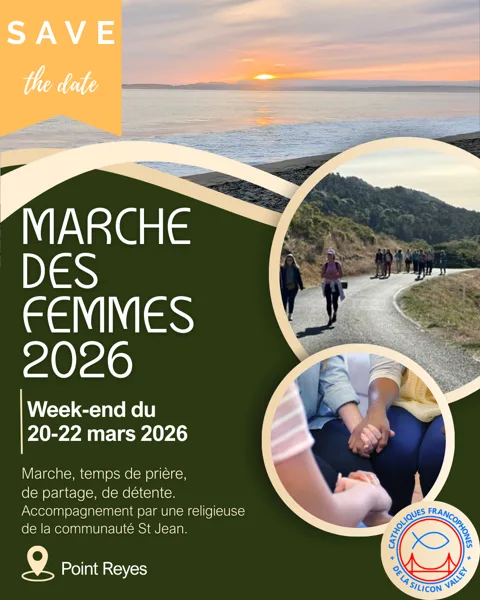 SAVE
the date
MARCHE
DES
FEMMES
2026
Week-end du
20-22 mars 2026
Marche, temps de prière,
de partage, de détente.
Accompagnement par une religieuse
de la communauté St Jean.
Point Reyes
CATHOLIQUES FRANCOPHONES
DE LA SILICON VALLEY